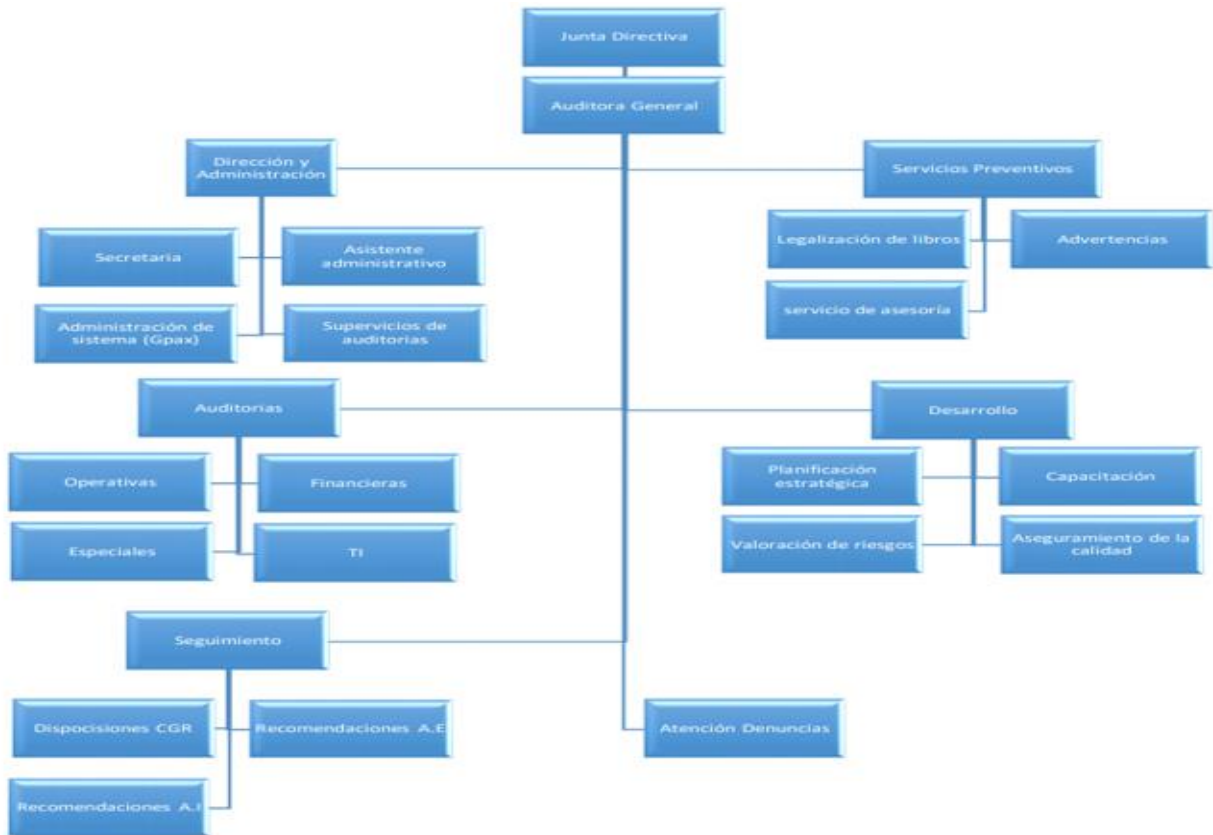 Junta Directiva
Auditora General
Dirección y
Administración
Servicios Preventivos
Secretaria
Asistente
administrativo
Legalización de libros
Advertencias
Administración de
sistema (Gpax)
Supervicios de
auditorias
servicio de asesoría
Auditorias
Desarrollo
Operativas
Financieras
Planificación
estratégica
Capacitación
Especiales
TI
Valoración de riesgos
Aseguramiento de la
calidad
Seguimiento
Dispocisiones CGR
Recomendaciones A.E
Atención Denuncias
Recomendaciones A.I